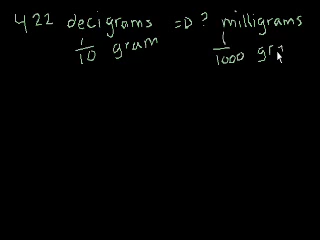 422 decigrams => ? milligrams
1/10 gram 1/1000 gr